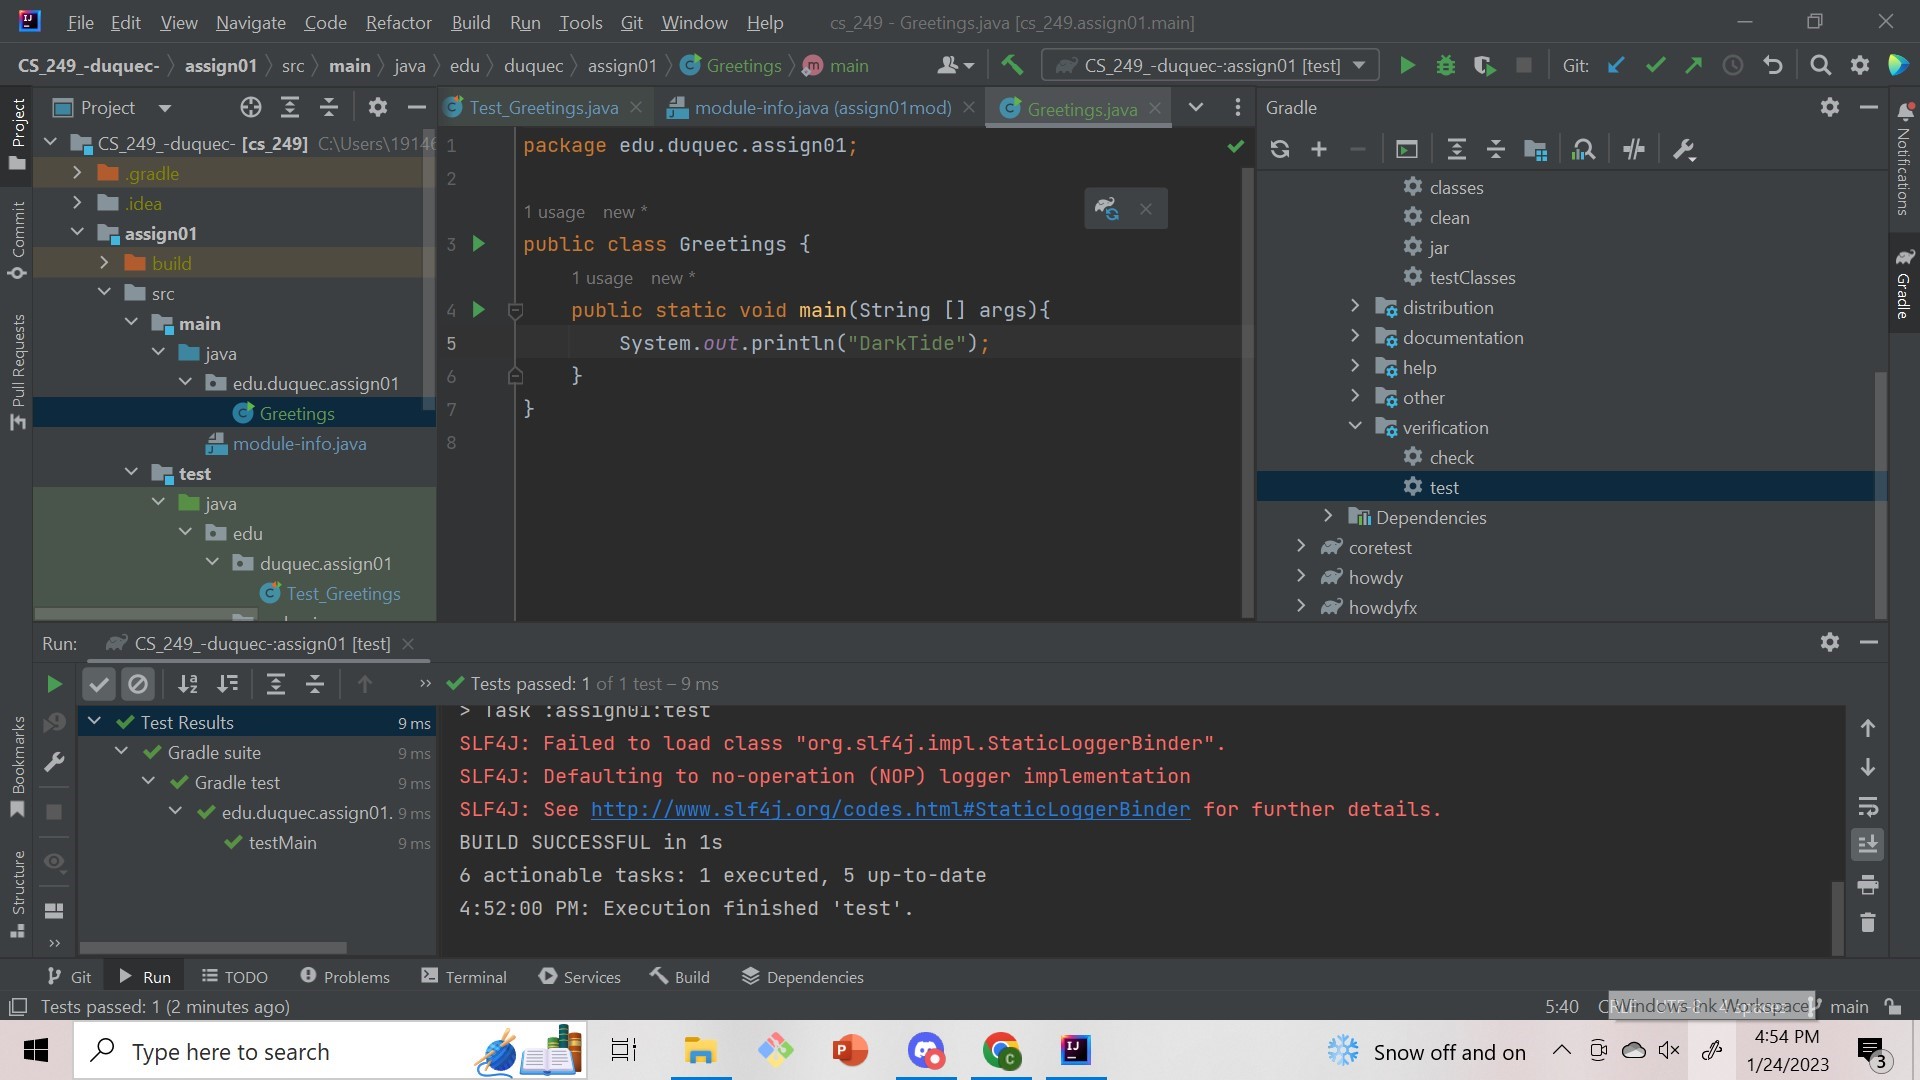 File Edit View Navigate Code Refactor Build Run Tools Git Window Help cs_249 - Greetings.java [cs_249.assign01.main]
CS_249_-duquec- assign01 src main java edu duquec assign01 Greetings main CS_249_-duquec-:assign01 [test] Git:
Project
Test_Greetings.java module-info.java (assign01mod) Greetings.java
Gradle
Project
Commit
Pull Requests
Bookmarks
Structure
CS_249_-duquec- [cs_249] C:\Users\19146
.gradle
.idea
assign01
build
src
main
java
edu.duquec.assign01
Greetings
module-info.java
test
java
edu
duquec.assign01
Test_Greetings
1 package edu.duquec.assign01;
2
1 usage new *
3 public class Greetings {
1 usage new *
4 public static void main(String [] args){
5 System.out.println("DarkTide");
6 }
7 }
8
classes
clean
jar
testClasses
distribution
documentation
help
other
verification
check
test
Dependencies
coretest
howdy
howdyfx
Notifications
Gradle
Run: CS_249_-duquec-:assign01 [test]
Tests passed: 1 of 1 test – 9 ms
Test Results 9 ms
Gradle suite 9 ms
Gradle test 9 ms
edu.duquec.assign01. 9 ms
testMain 9 ms
> Task :assign01:test
SLF4J: Failed to load class "org.slf4j.impl.StaticLoggerBinder".
SLF4J: Defaulting to no-operation (NOP) logger implementation
SLF4J: See http://www.slf4j.org/codes.html#StaticLoggerBinder for further details.
BUILD SUCCESSFUL in 1s
6 actionable tasks: 1 executed, 5 up-to-date
4:52:00 PM: Execution finished 'test'.
Git Run TODO Problems Terminal Services Build Dependencies
Tests passed: 1 (2 minutes ago)
5:40 Windows Ink Workspace main
Type here to search
Snow off and on
4:54 PM
1/24/2023
3